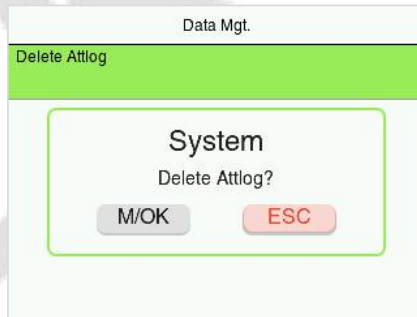 Data Mgt.
Delete Attlog
System
Delete Attlog?
M/OK ESC